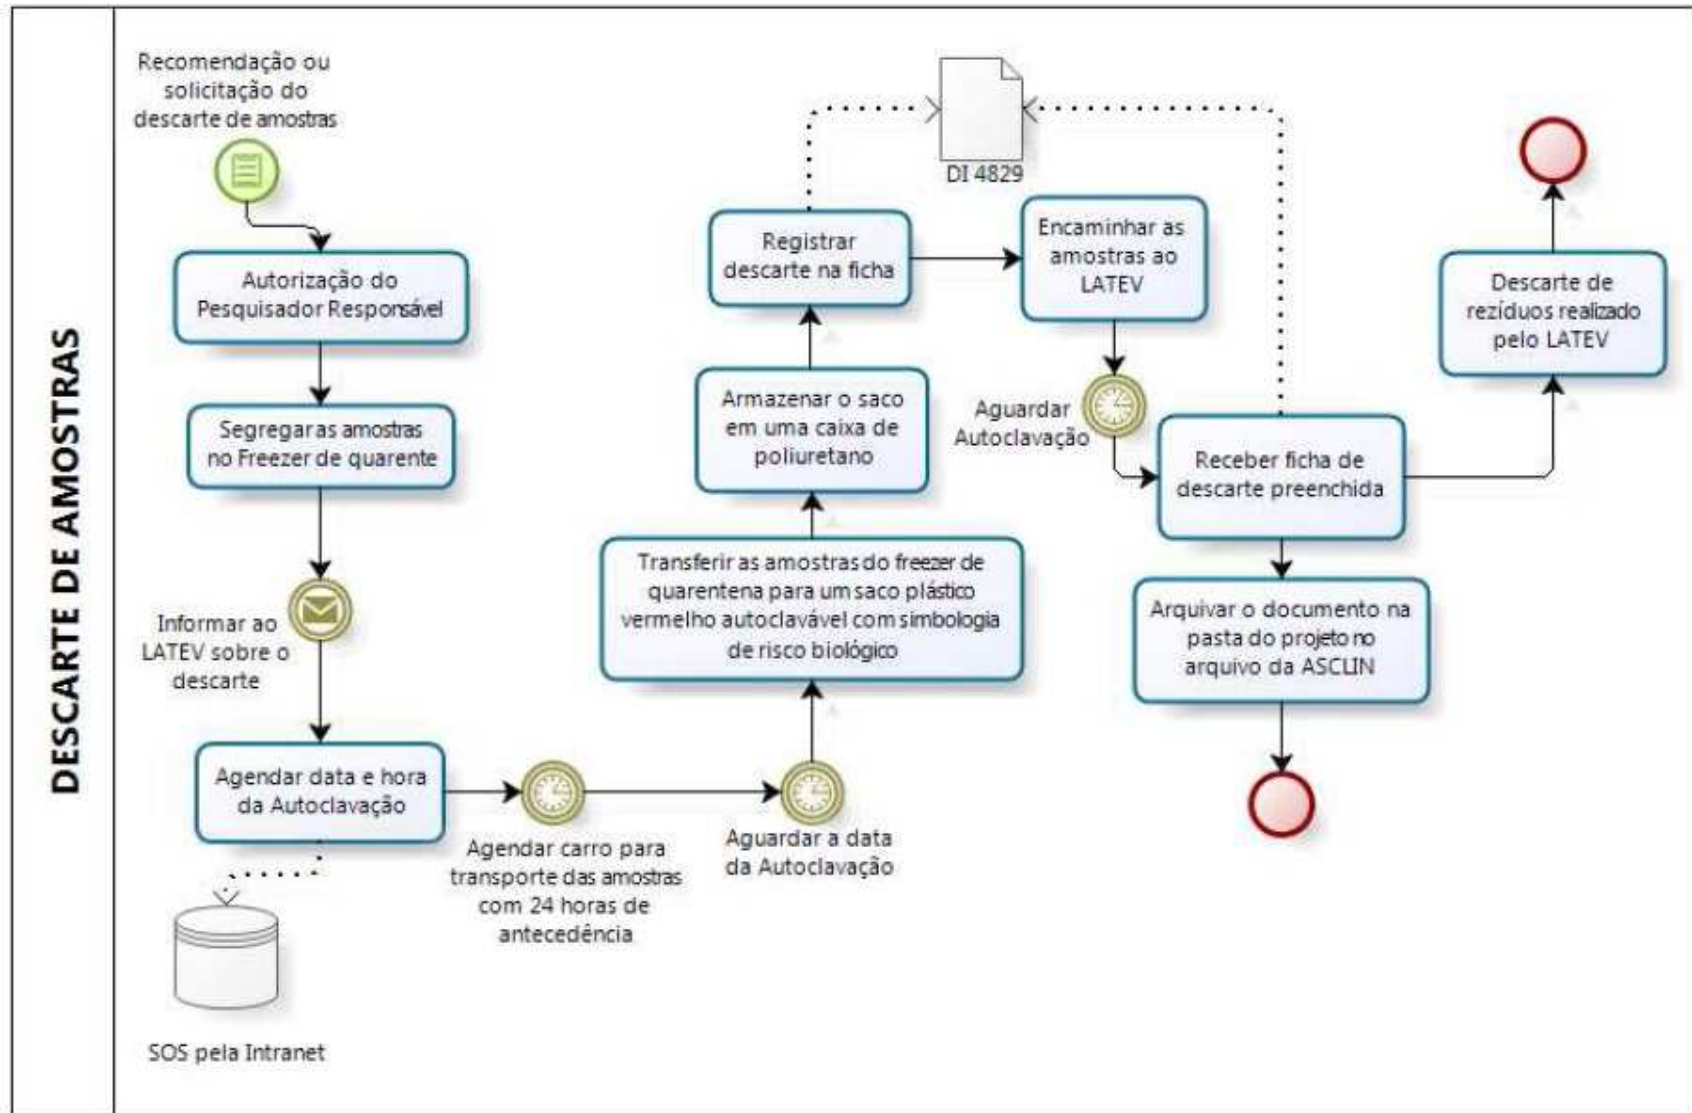 DESCARTE DE AMOSTRAS
Recomendação ou
solicitação do
descarte de amostras
Autorização do
Pesquisador Responsável
Segregar as amostras
no Freezer de quarente
Informar ao
LATEV sobre o
descarte
Agendar data e hora
da Autoclavação
SOS pela Intranet
Agendar carro para
transporte das amostras
com 24 horas de
antecedência
Aguardar a data
da Autoclavação
Transferir as amostras do freezer de
quarentena para um saco plástico
vermelho autoclavável com simbologia
de risco biológico
Armazenar o saco
em uma caixa de
poliuretano
Registrar
descarte na ficha
DI 4829
Encaminhar as
amostras ao
LATEV
Aguardar
Autoclavação
Receber ficha de
descarte preenchida
Arquivar o documento na
pasta do projeto no
arquivo da ASCLIN
Descarte de
rezíduos realizado
pelo LATEV